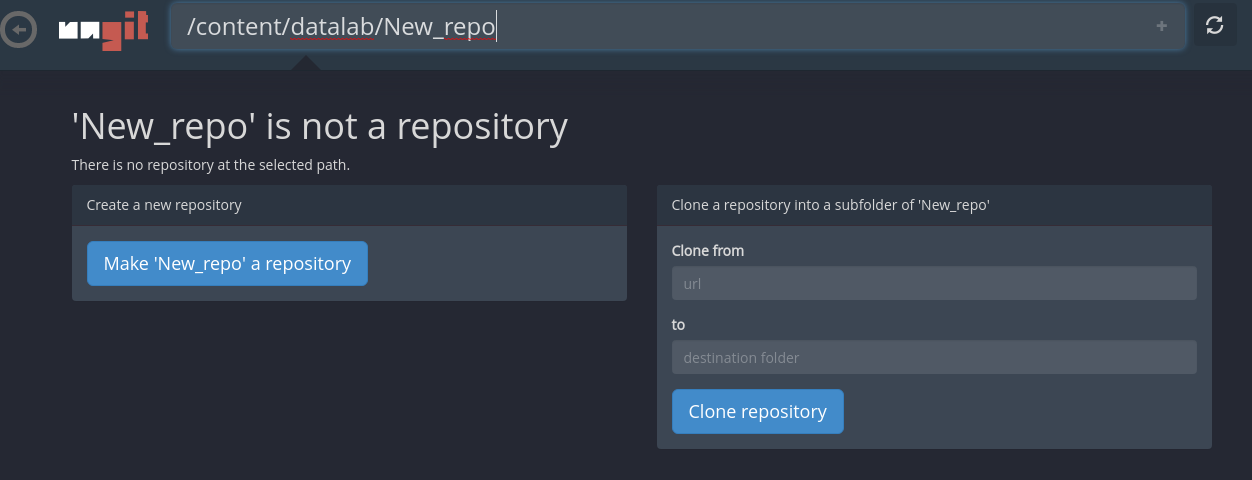 ungit
/content/datalab/New_repo
+
'New_repo' is not a repository
There is no repository at the selected path.
Create a new repository
Make 'New_repo' a repository
Clone a repository into a subfolder of 'New_repo'
Clone from
url
to
destination folder
Clone repository